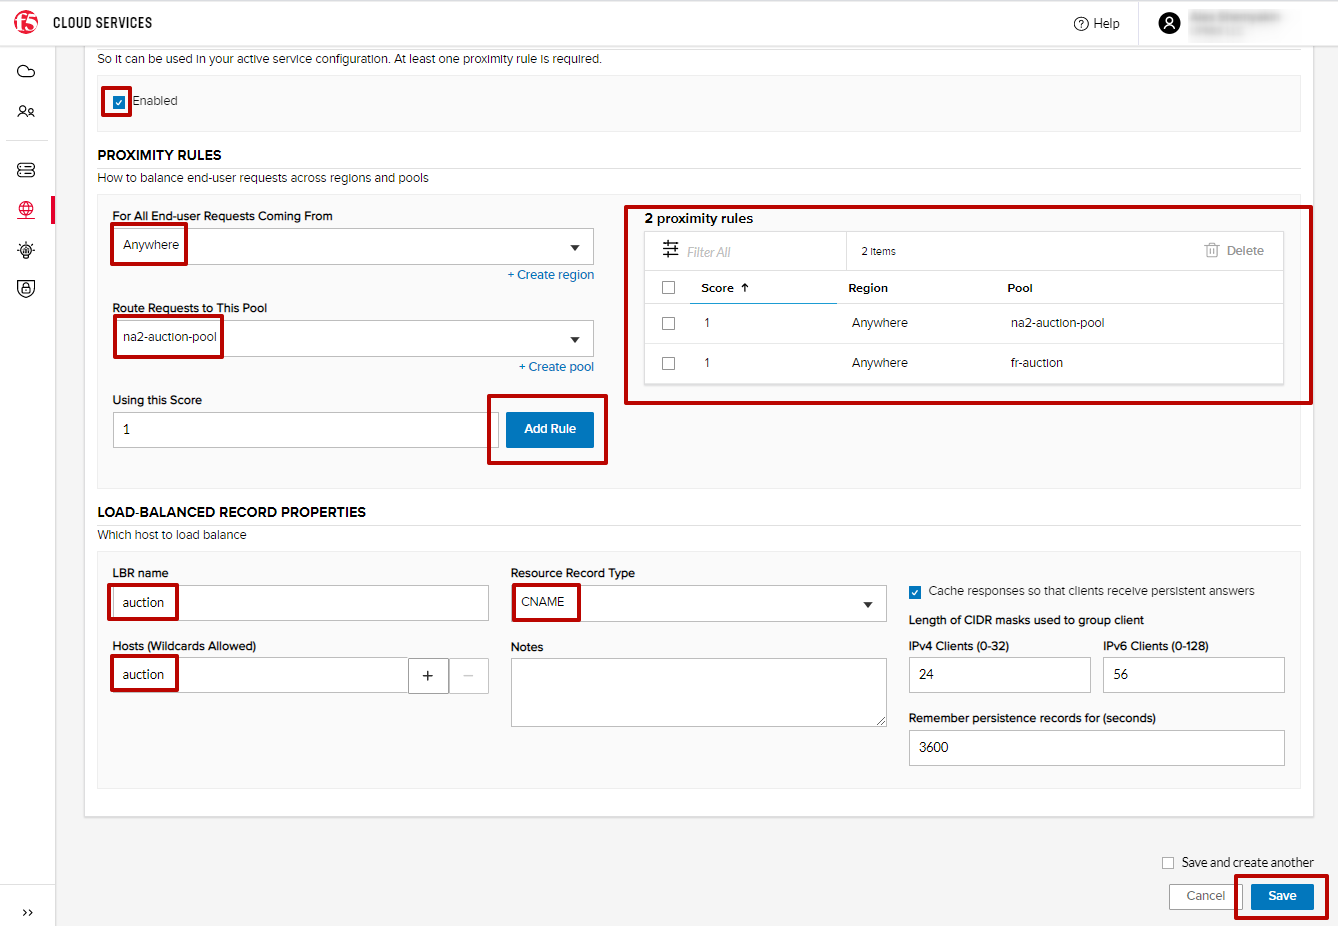 f5 CLOUD SERVICES
Help
So it can be used in your active service configuration. At least one proximity rule is required.
Enabled
PROXIMITY RULES
How to balance end-user requests across regions and pools
For All End-user Requests Coming From
Anywhere
+ Create region
Route Requests to This Pool
na2-auction-pool
+ Create pool
Using this Score
1
Add Rule
2 proximity rules
Filter All
2 items
Delete
Score Region Pool
1 Anywhere na2-auction-pool
1 Anywhere fr-auction
LOAD-BALANCED RECORD PROPERTIES
Which host to load balance
LBR name
auction
Hosts (Wildcards Allowed)
auction
Resource Record Type
CNAME
Notes
Cache responses so that clients receive persistent answers
Length of CIDR masks used to group client
IPv4 Clients (0-32) IPv6 Clients (0-128)
24 56
Remember persistence records for (seconds)
3600
Save and create another
Cancel Save